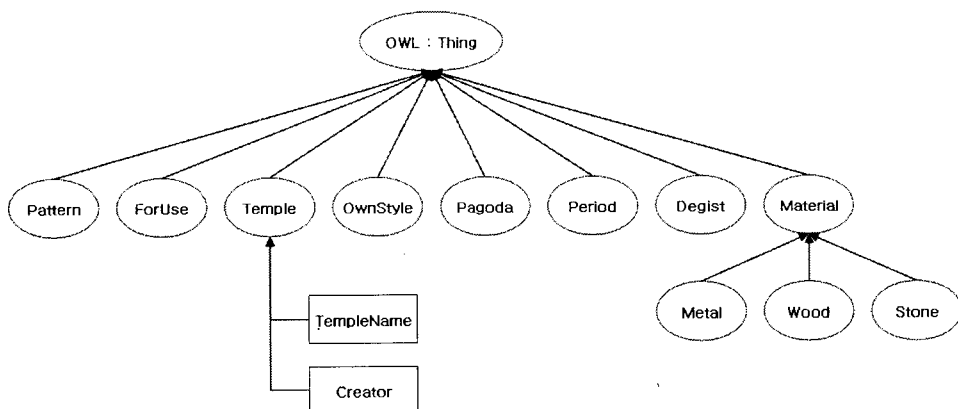 OWL : Thing
Pattern
ForUse
Temple
OwnStyle
Pagoda
Period
Degist
Material
Metal
Wood
Stone
TempleName
Creator